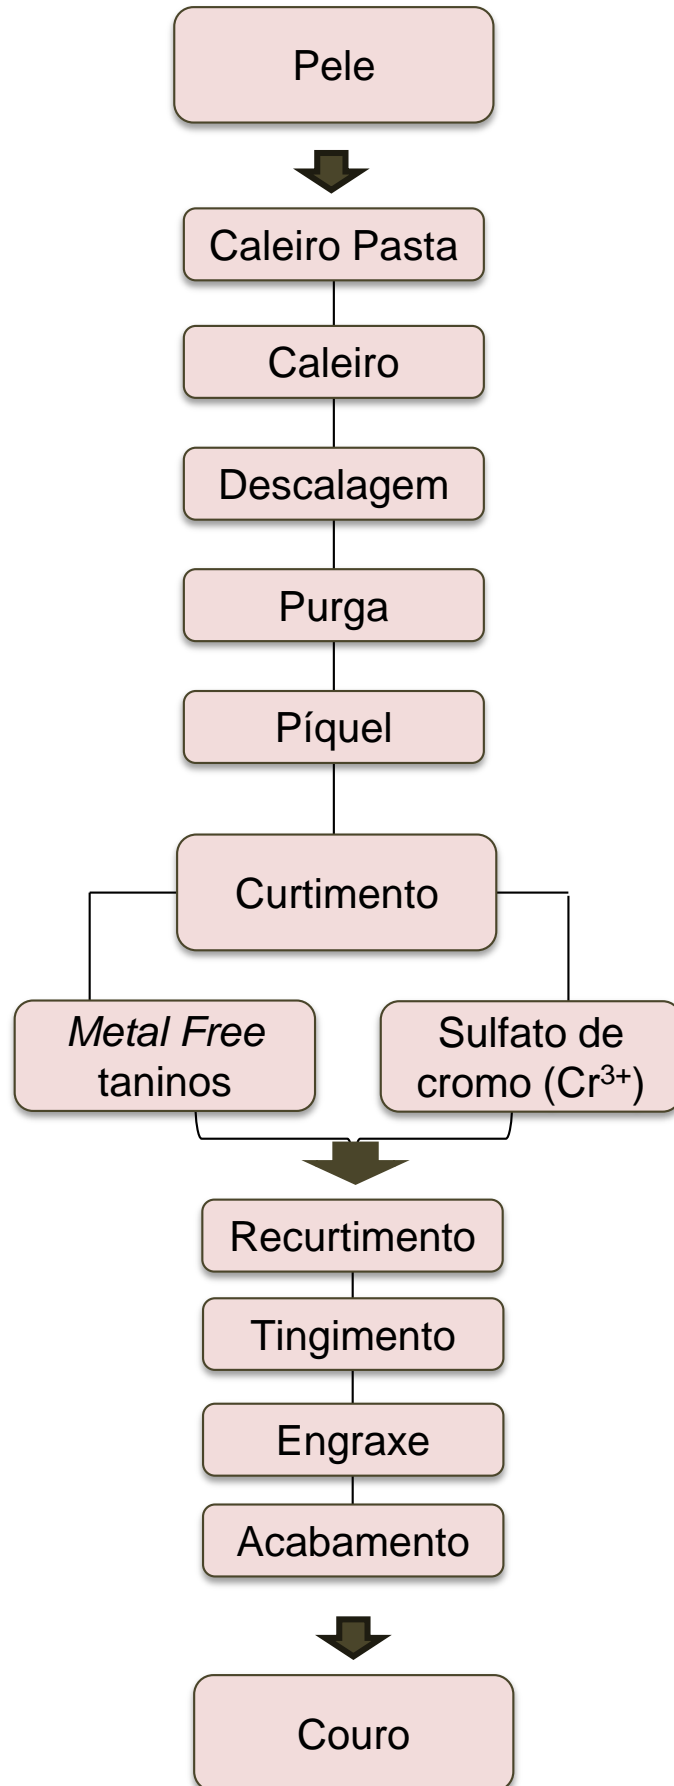 Pele
Caleiro Pasta
Caleiro
Descalagem
Purga
Píquel
Curtimento
Metal Free
taninos
Sulfato de
cromo (Cr³⁺)
Recurtimento
Tingimento
Engraxe
Acabamento
Couro